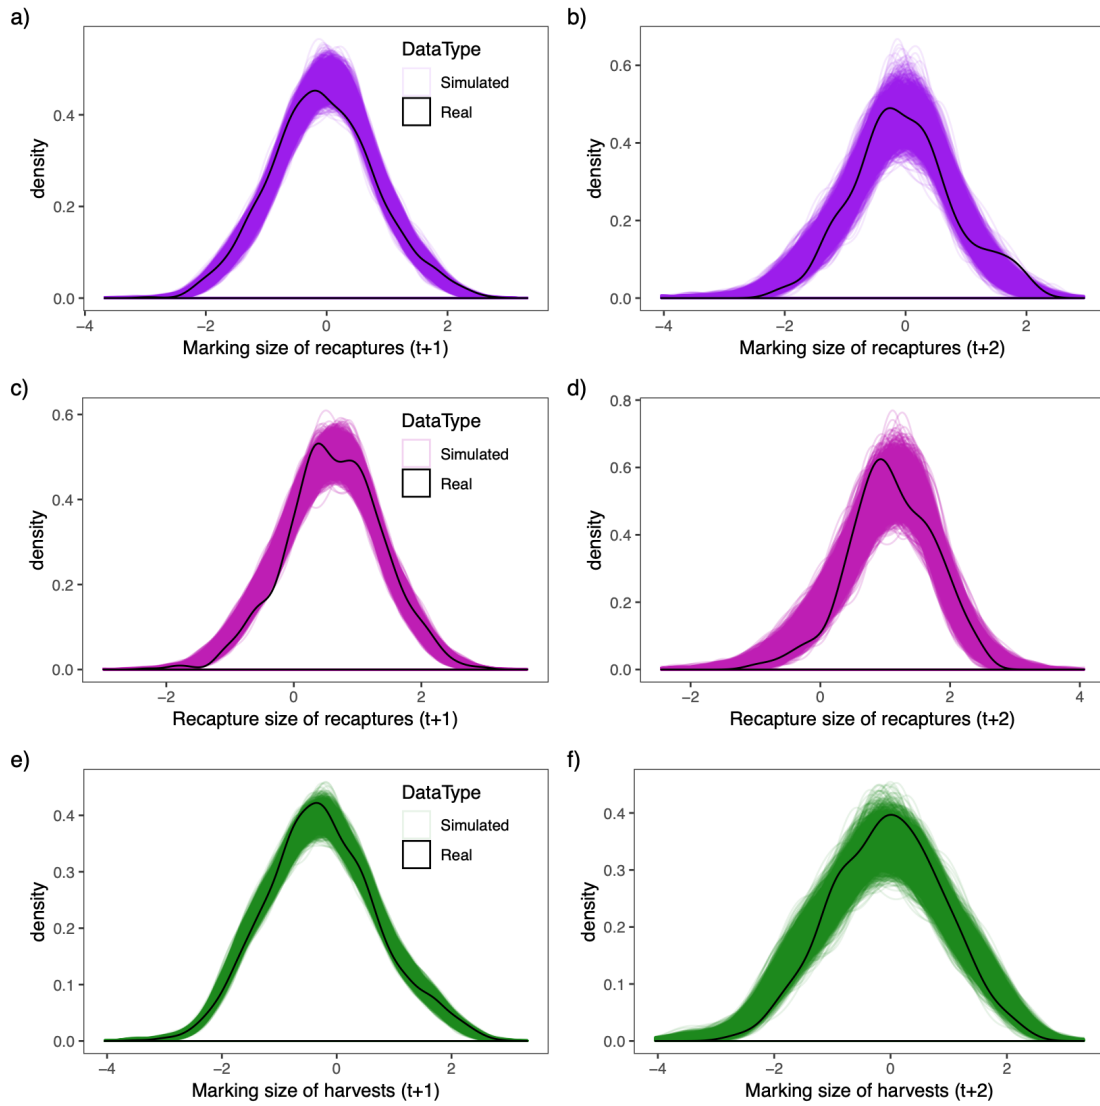 a)
DataType
Simulated
Real
density
0.4
0.2
0.0
−4 −2 0 2
Marking size of recaptures (t+1)
b)
density
0.6
0.4
0.2
0.0
−4 −2 0 2
Marking size of recaptures (t+2)
c)
DataType
Simulated
Real
density
0.6
0.4
0.2
0.0
−2 0 2
Recapture size of recaptures (t+1)
d)
density
0.8
0.6
0.4
0.2
0.0
−2 0 2 4
Recapture size of recaptures (t+2)
e)
DataType
Simulated
Real
density
0.4
0.3
0.2
0.1
0.0
−4 −2 0 2
Marking size of harvests (t+1)
f)
density
0.4
0.3
0.2
0.1
0.0
−4 −2 0 2
Marking size of harvests (t+2)